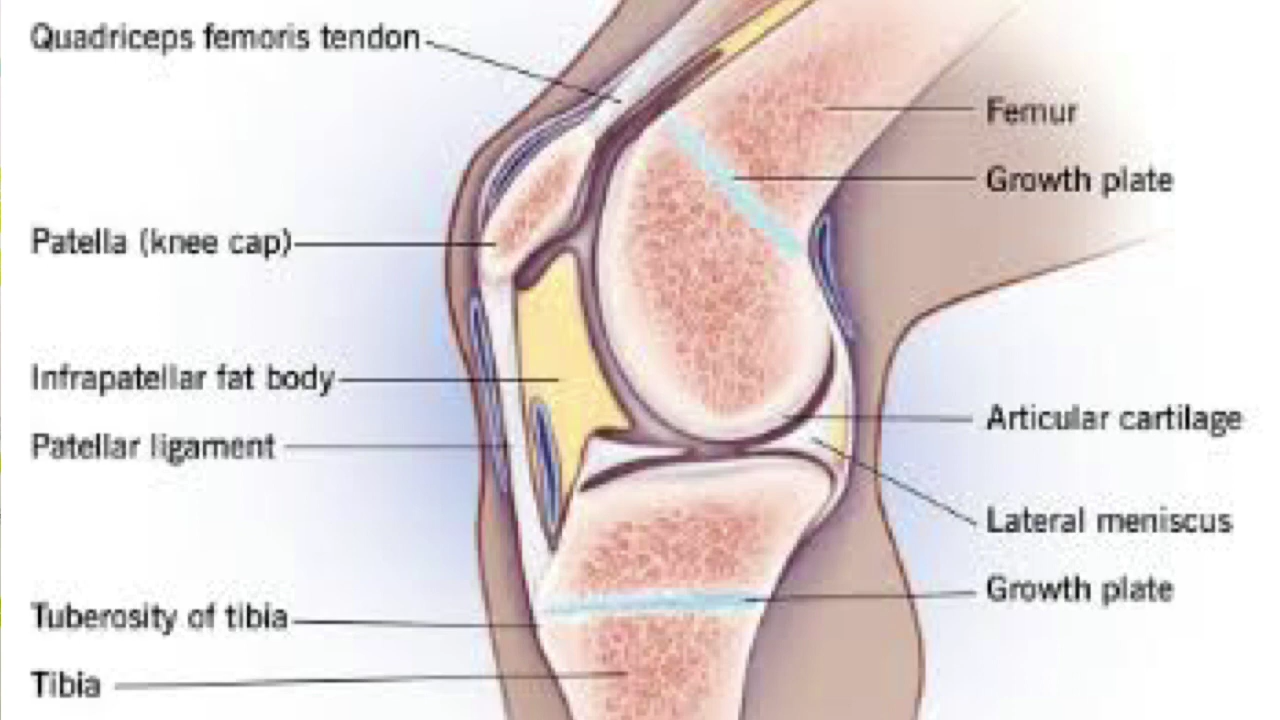 Quadriceps femoris tendon
Femur
Growth plate
Patella (knee cap)
Infrapatellar fat body
Articular cartilage
Patellar ligament
Lateral meniscus
Growth plate
Tuberosity of tibia
Tibia